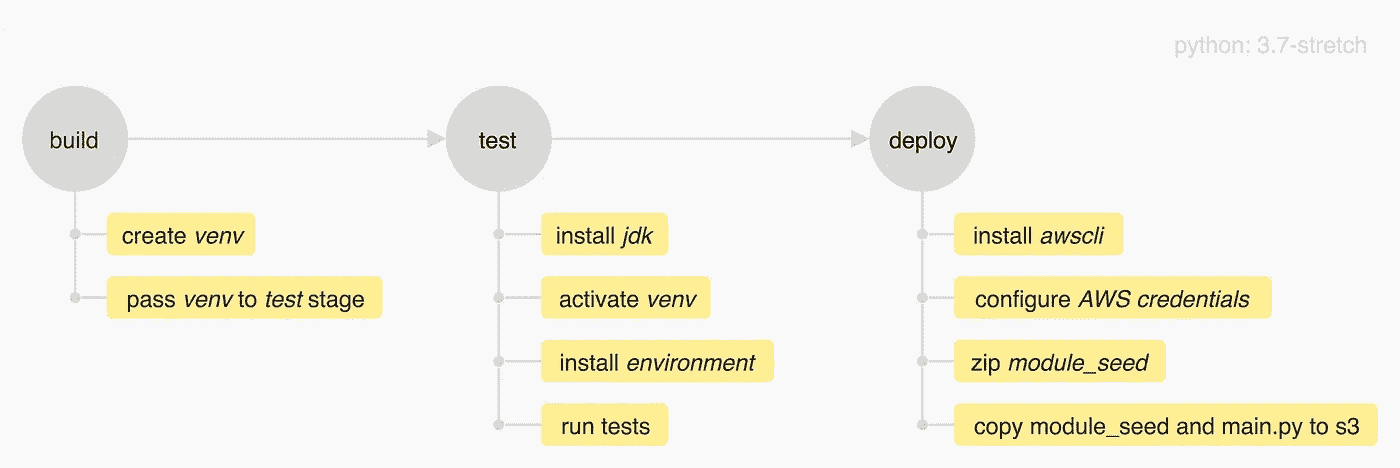 python: 3.7-stretch
build
test
deploy
create venv
pass venv to test stage
install jdk
activate venv
install environment
run tests
install awscli
configure AWS credentials
zip module_seed
copy module_seed and main.py to s3